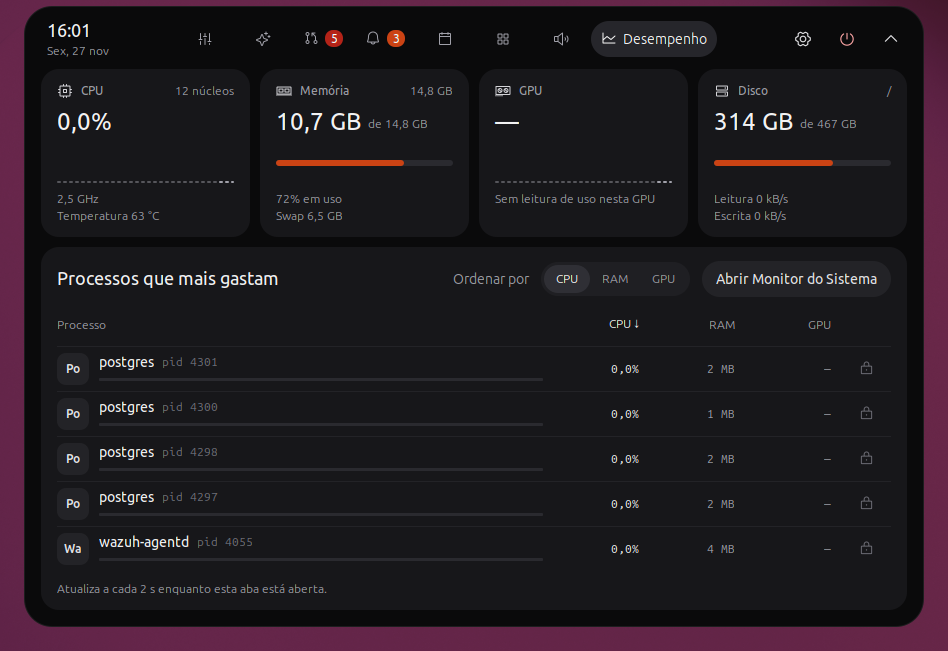 16:01
Sex, 27 nov
5
3
Desempenho
CPU 12 núcleos
0,0%
2,5 GHz
Temperatura 63 °C
Memória 14,8 GB
10,7 GB de 14,8 GB
72% em uso
Swap 6,5 GB
GPU
—
Sem leitura de uso nesta GPU
Disco /
314 GB de 467 GB
Leitura 0 kB/s
Escrita 0 kB/s
Processos que mais gastam
Ordenar por CPU RAM GPU
Abrir Monitor do Sistema
Processo CPU ↓ RAM GPU
Po postgres pid 4301 0,0% 2 MB –
Po postgres pid 4300 0,0% 1 MB –
Po postgres pid 4298 0,0% 2 MB –
Po postgres pid 4297 0,0% 2 MB –
Wa wazuh-agentd pid 4055 0,0% 4 MB –
Atualiza a cada 2 s enquanto esta aba está aberta.